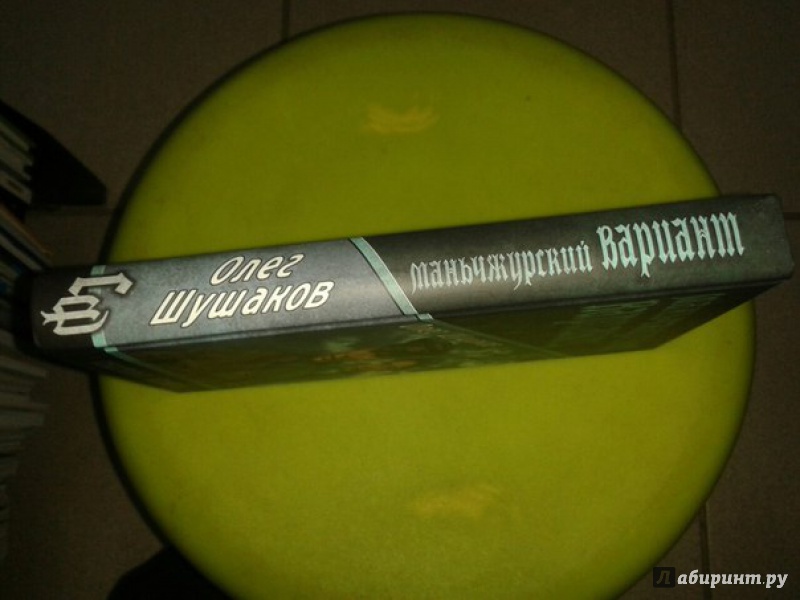 Олег
Шушаков
маньчжурский вариант
Лабиринт.ру